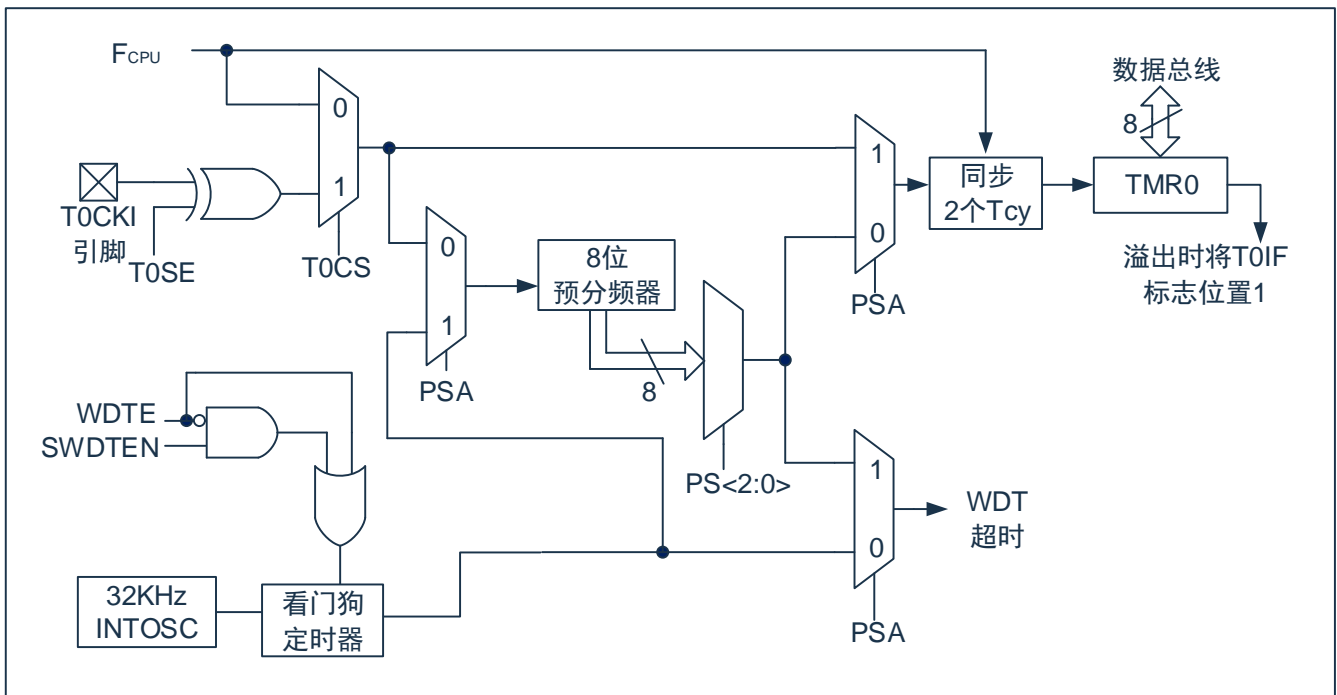 FCPU
数据总线
8
0
1
T0CKI
引脚
T0SE
T0CS
0
1
PSA
8位
预分频器
8
PS<2:0>
1
0
PSA
同步
2个Tcy
TMR0
溢出时将T0IF
标志位置1
WDTE
SWDTEN
32KHz
INTOSC
看门狗
定时器
1
0
PSA
WDT
超时